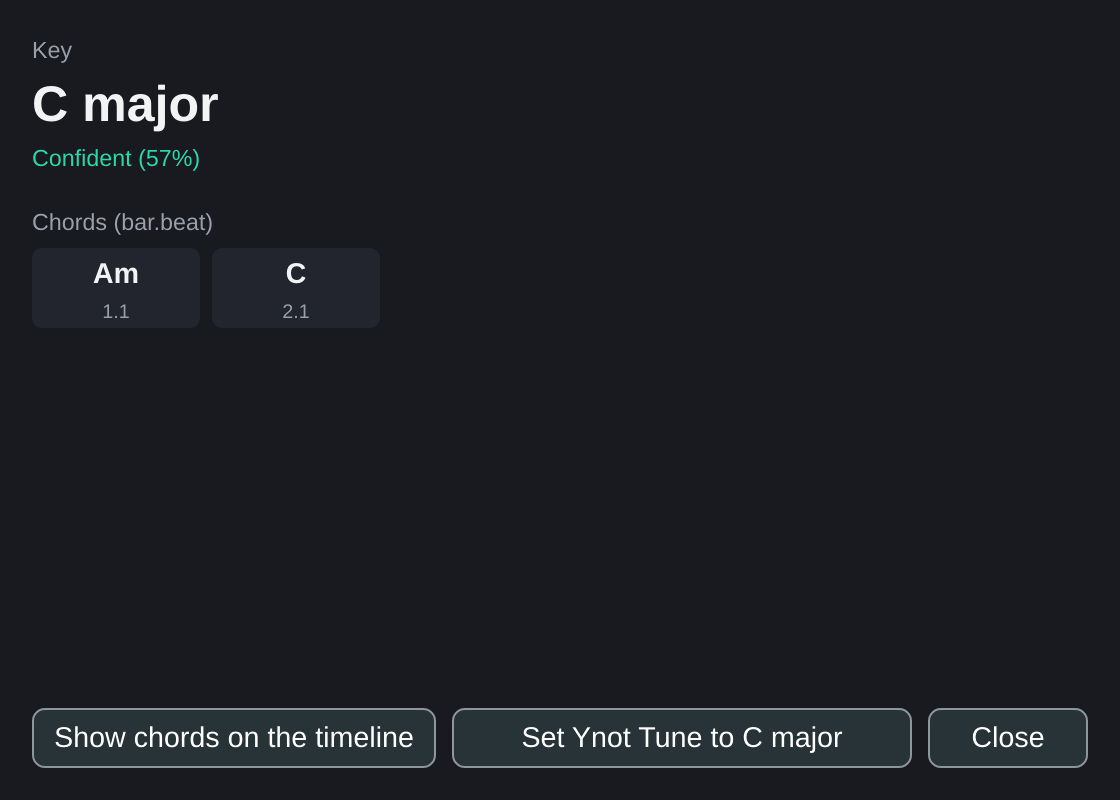 Key
C major
Confident (57%)
Chords (bar.beat)
Am C
1.1 2.1
Show chords on the timeline Set Ynot Tune to C major Close